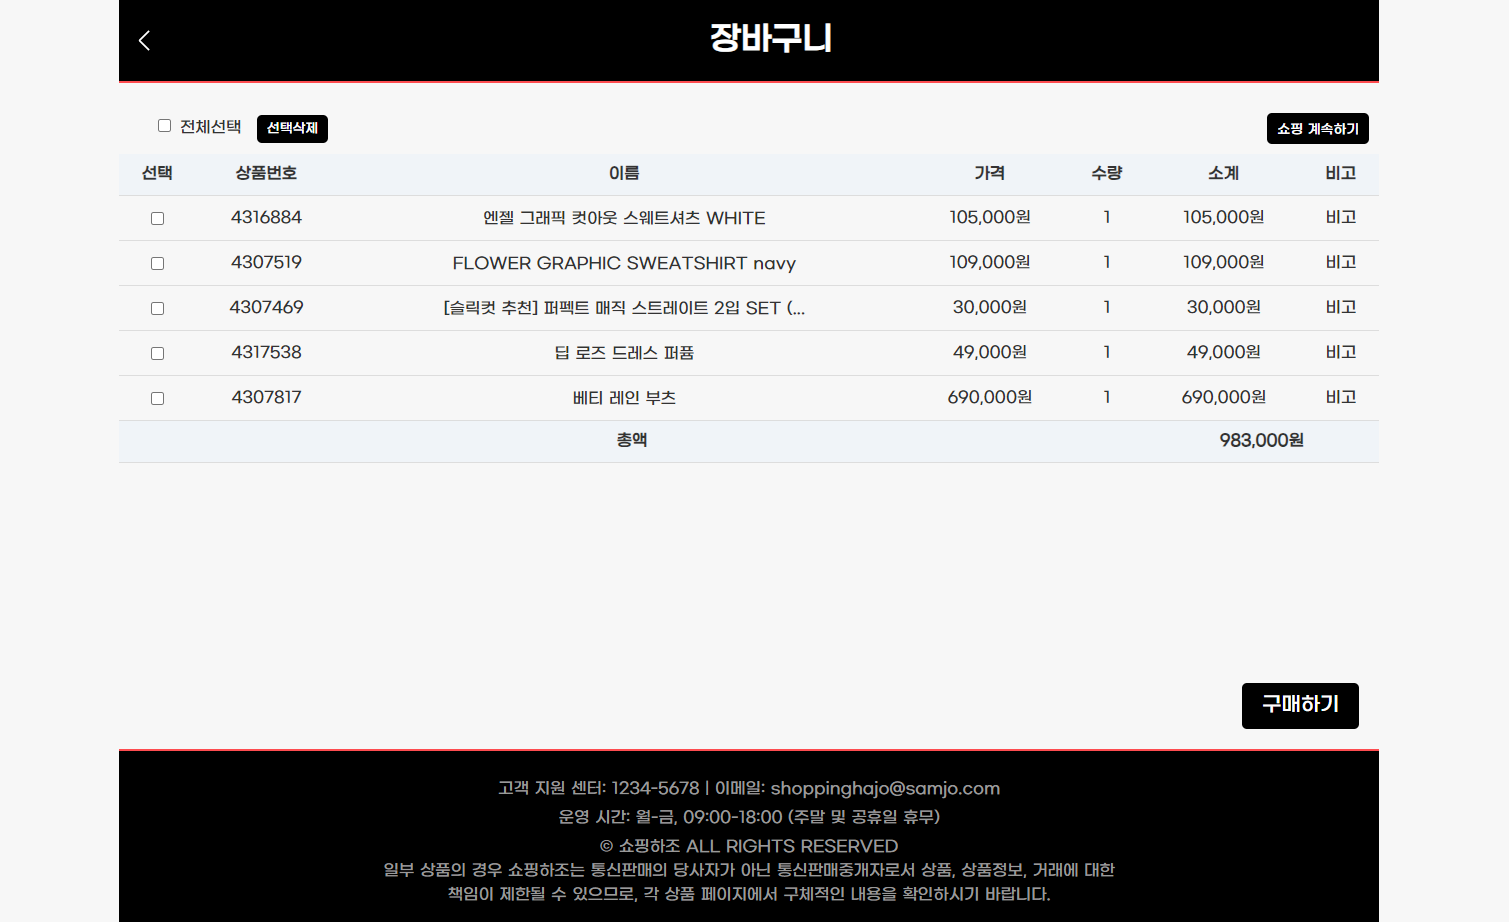 장바구니
전체선택 선택삭제 쇼핑 계속하기
선택 상품번호 이름 가격 수량 소계 비고
4316884 엔젤 그래픽 컷아웃 스웨트셔츠 WHITE 105,000원 1 105,000원 비고
4307519 FLOWER GRAPHIC SWEATSHIRT navy 109,000원 1 109,000원 비고
4307469 [슬릭컷 추천] 퍼펙트 매직 스트레이트 2입 SET (... 30,000원 1 30,000원 비고
4317538 딥 로즈 드레스 퍼퓸 49,000원 1 49,000원 비고
4307817 베티 레인 부츠 690,000원 1 690,000원 비고
총액 983,000원
구매하기
고객 지원 센터: 1234-5678 | 이메일: shoppinghajo@samjo.com
운영 시간: 월-금, 09:00-18:00 (주말 및 공휴일 휴무)
© 쇼핑하조 ALL RIGHTS RESERVED
일부 상품의 경우 쇼핑하조는 통신판매의 당사자가 아닌 통신판매중개자로서 상품, 상품정보, 거래에 대한
책임이 제한될 수 있으므로, 각 상품 페이지에서 구체적인 내용을 확인하시기 바랍니다.